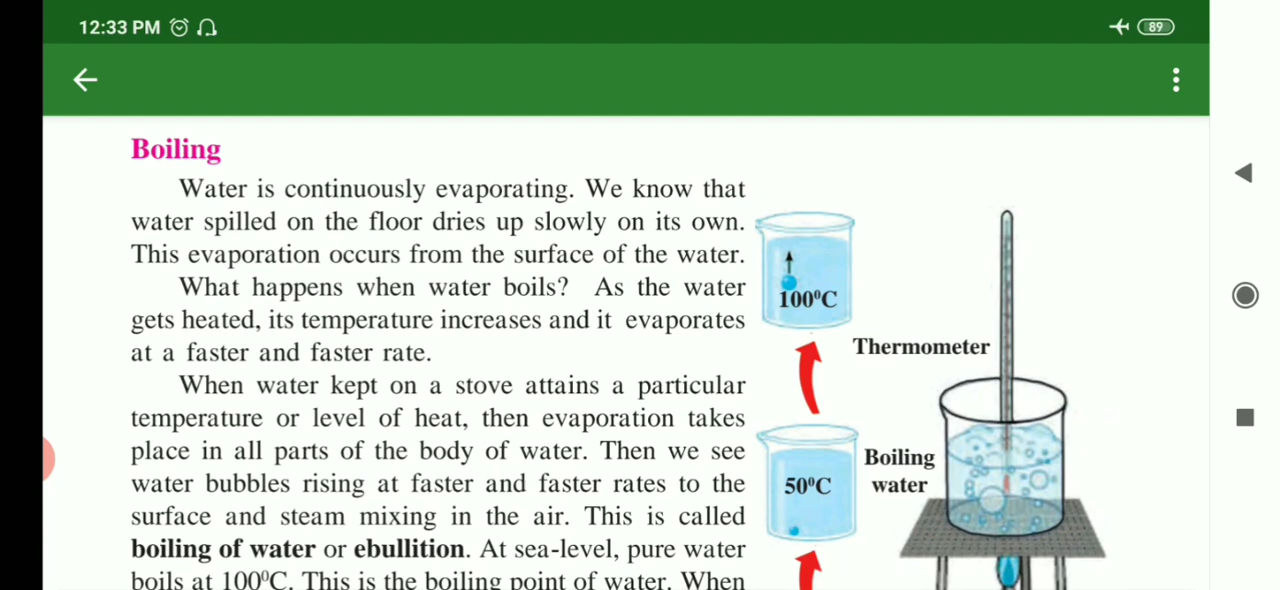 12:33 PM
89
Boiling
Water is continuously evaporating. We know that
water spilled on the floor dries up slowly on its own.
This evaporation occurs from the surface of the water.
What happens when water boils? As the water
gets heated, its temperature increases and it evaporates
at a faster and faster rate.
When water kept on a stove attains a particular
temperature or level of heat, then evaporation takes
place in all parts of the body of water. Then we see
water bubbles rising at faster and faster rates to the
surface and steam mixing in the air. This is called
boiling of water or ebullition. At sea-level, pure water
boils at 100⁰C. This is the boiling point of water. When
100⁰C
Thermometer
50⁰C
Boiling
water